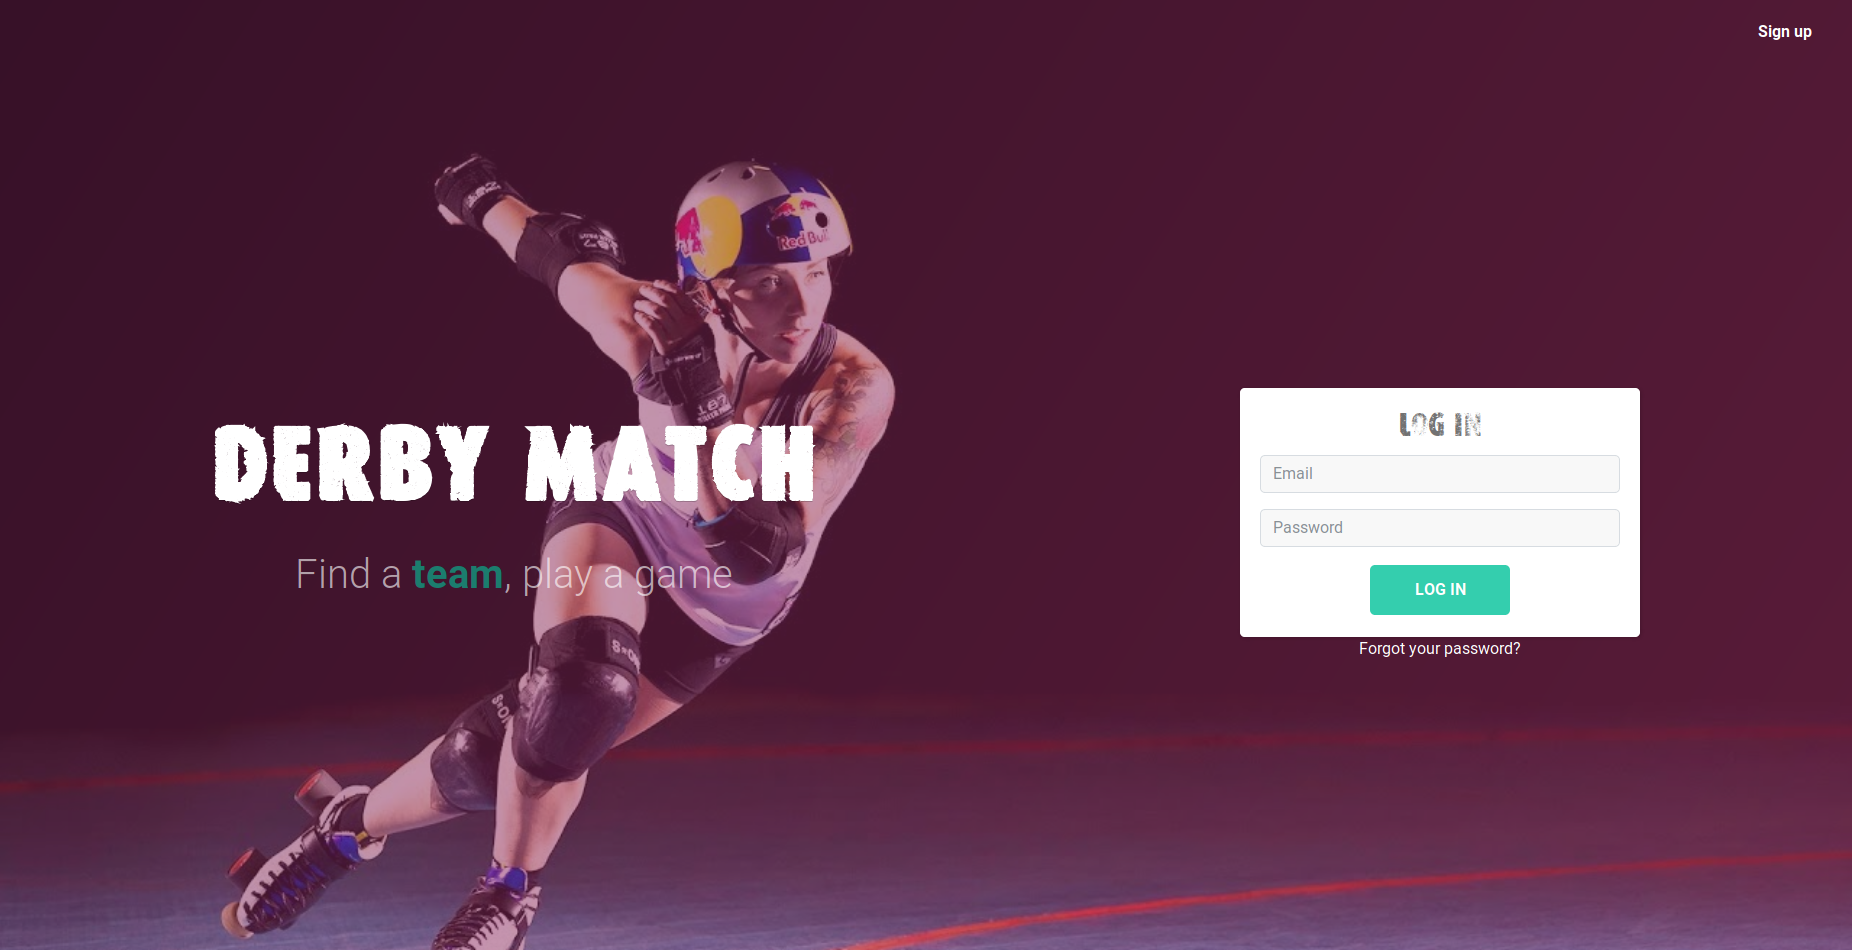 Sign up
Red Bull
187
DERBY MATCH
Find a team, play a game
LOG IN
Email
Password
LOG IN
Forgot your password?